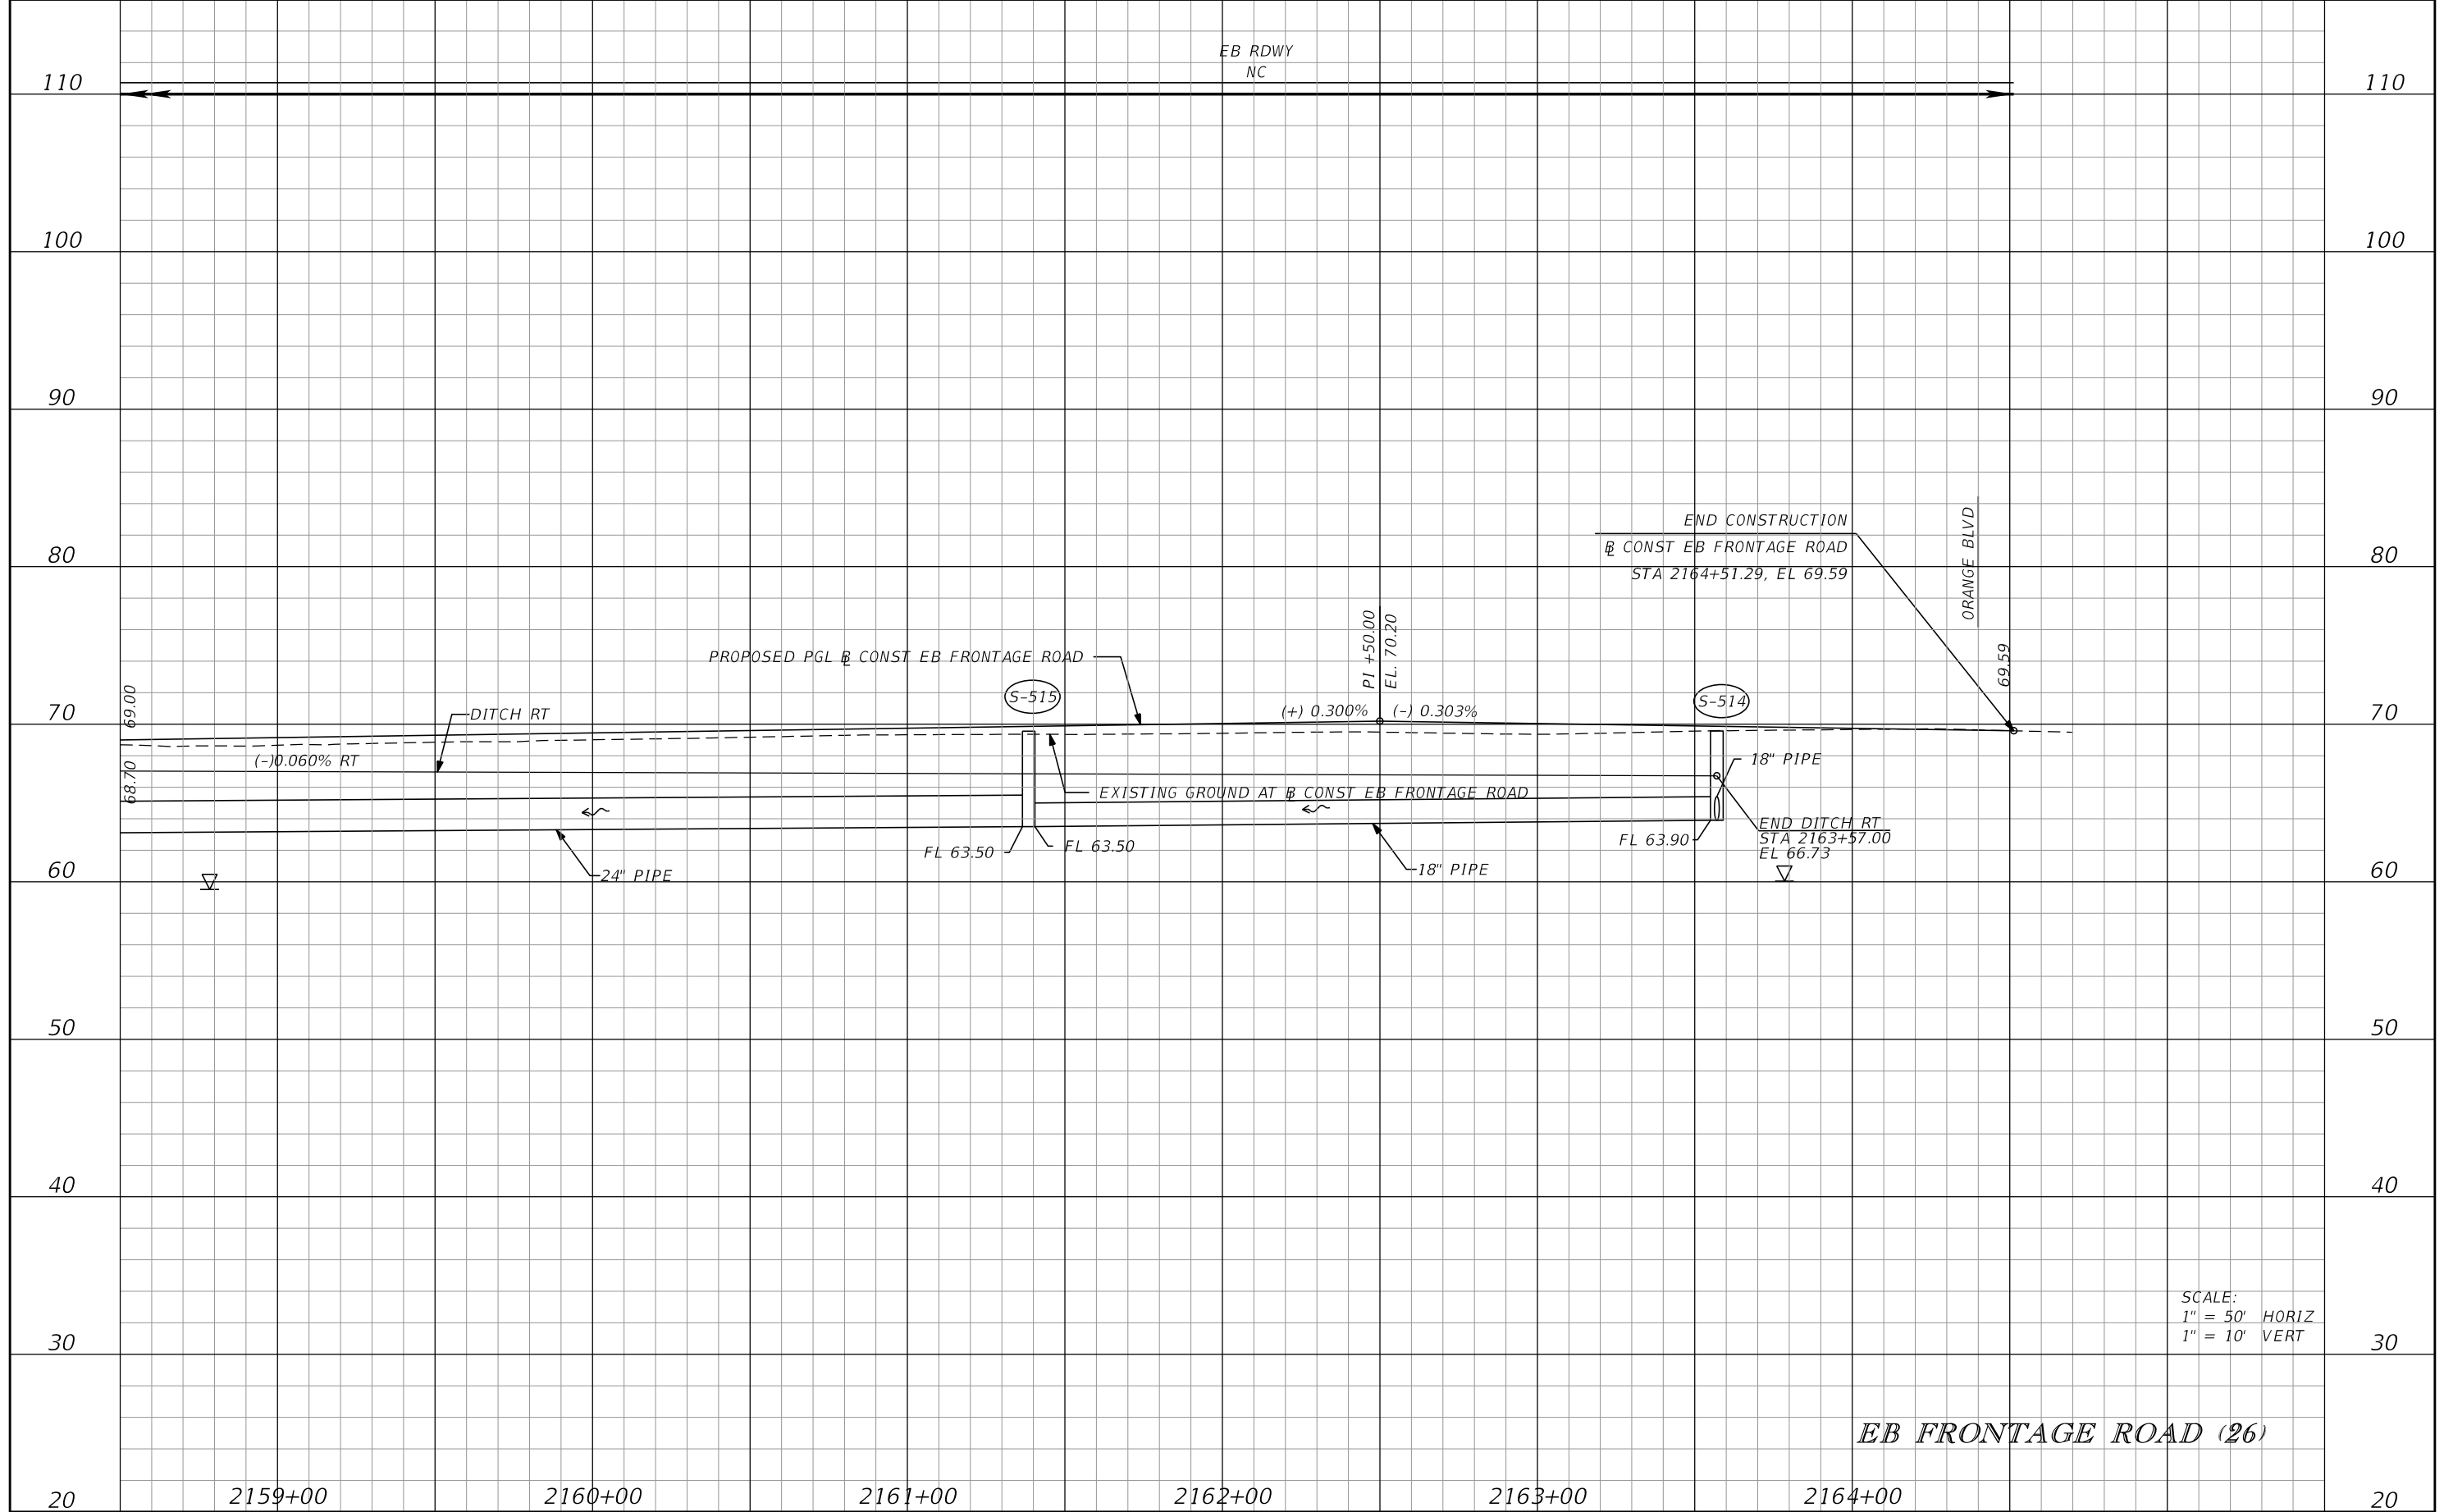 EB RDWY
NC
110
110
100
100
90
90
END CONSTRUCTION
80
℄ CONST EB FRONTAGE ROAD
80
STA 2164+51.29, EL 69.59
ORANGE BLVD
PI +50.00
EL. 70.20
PROPOSED PGL ℄ CONST EB FRONTAGE ROAD
69.59
69.00
S-515
S-514
70
DITCH RT
(+) 0.300%
(-) 0.303%
70
(-)0.060% RT
18" PIPE
68.70
EXISTING GROUND AT ℄ CONST EB FRONTAGE ROAD
END DITCH RT
STA 2163+57.00
EL 66.73
FL 63.50
FL 63.50
FL 63.90
60
24" PIPE
18" PIPE
60
50
50
40
40
SCALE:
1" = 50' HORIZ
1" = 10' VERT
30
30
EB FRONTAGE ROAD (26)
20
2159+00
2160+00
2161+00
2162+00
2163+00
2164+00
20